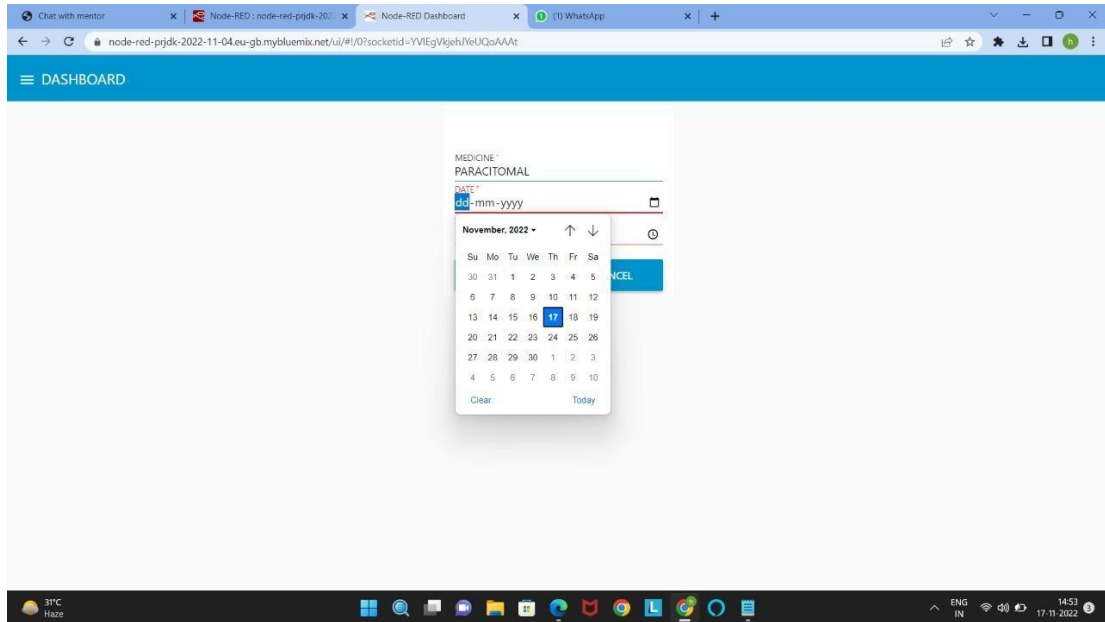 Chat with mentor
Node-RED : node-red-prjdk-202
Node-RED Dashboard
(1) WhatsApp
node-red-prjdk-2022-11-04.eu-gb.mybluemix.net/ui/#!/0?socketid=YVIEgVkjehJYeUQoAAAt
h
DASHBOARD
MEDICINE *
PARACITOMAL
DATE *
dd-mm-yyyy
November, 2022
Su Mo Tu We Th Fr Sa
30 31 1 2 3 4 5
NCEL
6 7 8 9 10 11 12
13 14 15 16 17 18 19
20 21 22 23 24 25 26
27 28 29 30 1 2 3
4 5 6 7 8 9 10
Clear Today
31°C
Haze
L
ENG
IN
14:53
17-11-2022
3